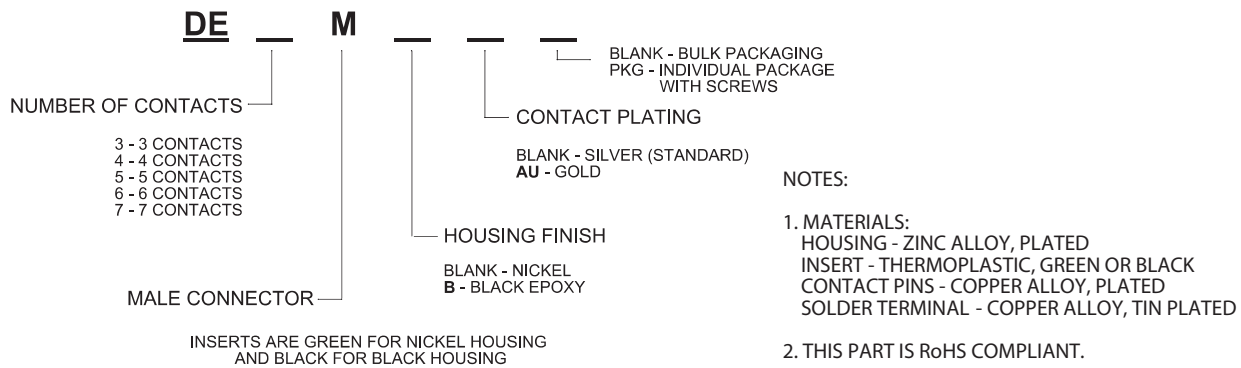 DE __ M __ __ __
BLANK - BULK PACKAGING
PKG - INDIVIDUAL PACKAGE
WITH SCREWS
NUMBER OF CONTACTS
3 - 3 CONTACTS
4 - 4 CONTACTS
5 - 5 CONTACTS
6 - 6 CONTACTS
7 - 7 CONTACTS
CONTACT PLATING
BLANK - SILVER (STANDARD)
AU - GOLD
HOUSING FINISH
BLANK - NICKEL
B - BLACK EPOXY
MALE CONNECTOR
INSERTS ARE GREEN FOR NICKEL HOUSING
AND BLACK FOR BLACK HOUSING
NOTES:
1. MATERIALS:
HOUSING - ZINC ALLOY, PLATED
INSERT - THERMOPLASTIC, GREEN OR BLACK
CONTACT PINS - COPPER ALLOY, PLATED
SOLDER TERMINAL - COPPER ALLOY, TIN PLATED
2. THIS PART IS RoHS COMPLIANT.